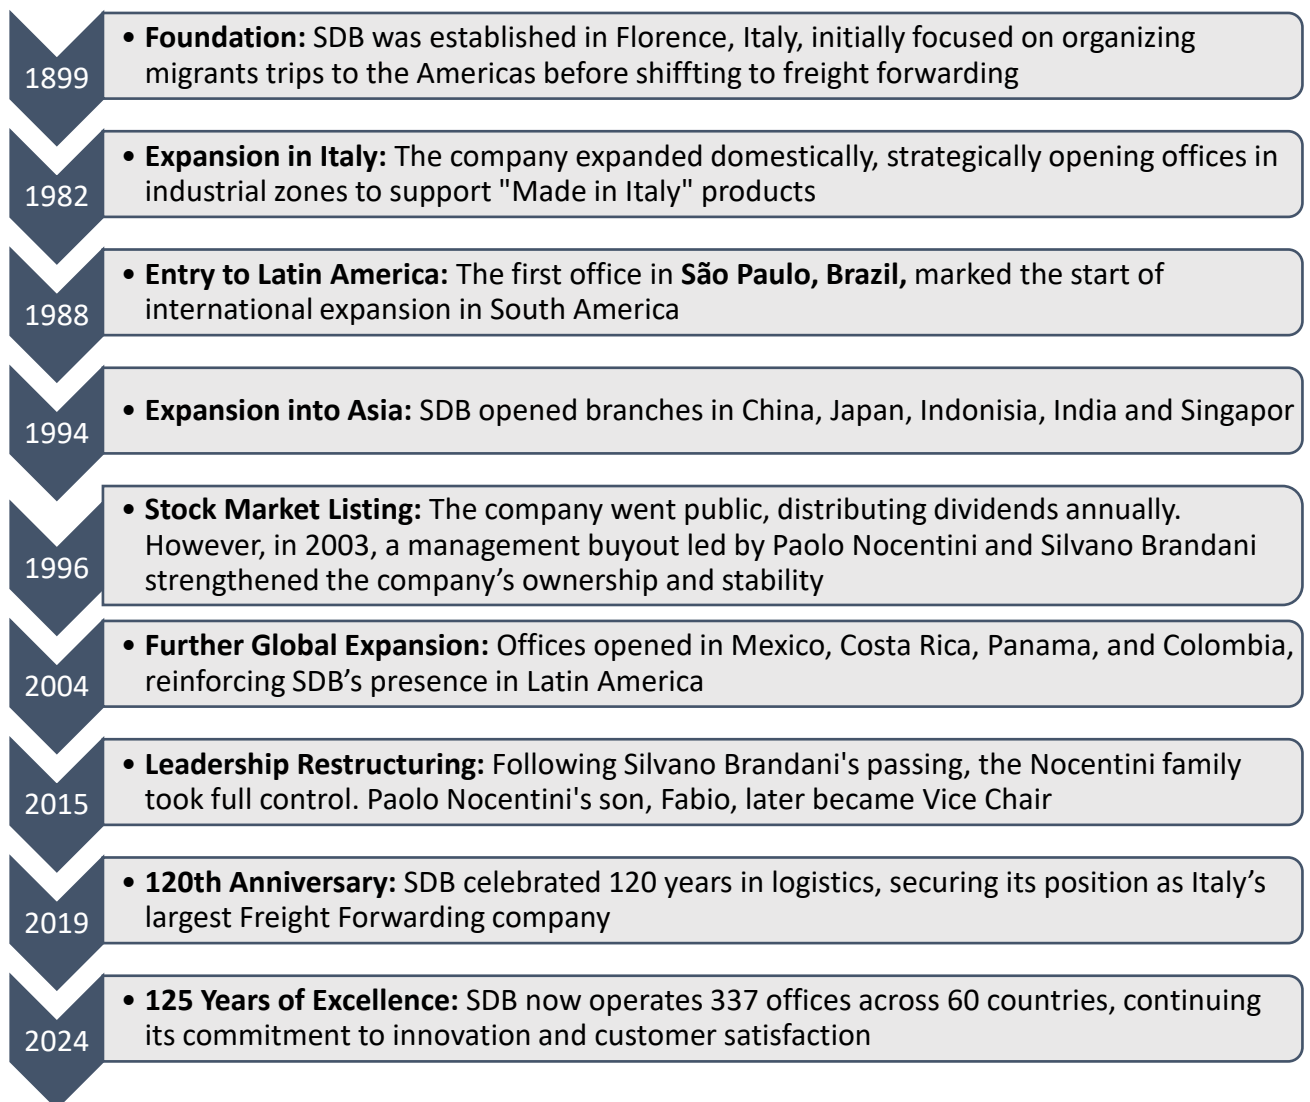 1899
• Foundation: SDB was established in Florence, Italy, initially focused on organizing
migrants trips to the Americas before shiffting to freight forwarding
1982
• Expansion in Italy: The company expanded domestically, strategically opening offices in
industrial zones to support "Made in Italy" products
1988
• Entry to Latin America: The first office in São Paulo, Brazil, marked the start of
international expansion in South America
1994
• Expansion into Asia: SDB opened branches in China, Japan, Indonisia, India and Singapor
1996
• Stock Market Listing: The company went public, distributing dividends annually.
However, in 2003, a management buyout led by Paolo Nocentini and Silvano Brandani
strengthened the company’s ownership and stability
2004
• Further Global Expansion: Offices opened in Mexico, Costa Rica, Panama, and Colombia,
reinforcing SDB’s presence in Latin America
2015
• Leadership Restructuring: Following Silvano Brandani's passing, the Nocentini family
took full control. Paolo Nocentini's son, Fabio, later became Vice Chair
2019
• 120th Anniversary: SDB celebrated 120 years in logistics, securing its position as Italy’s
largest Freight Forwarding company
2024
• 125 Years of Excellence: SDB now operates 337 offices across 60 countries, continuing
its commitment to innovation and customer satisfaction